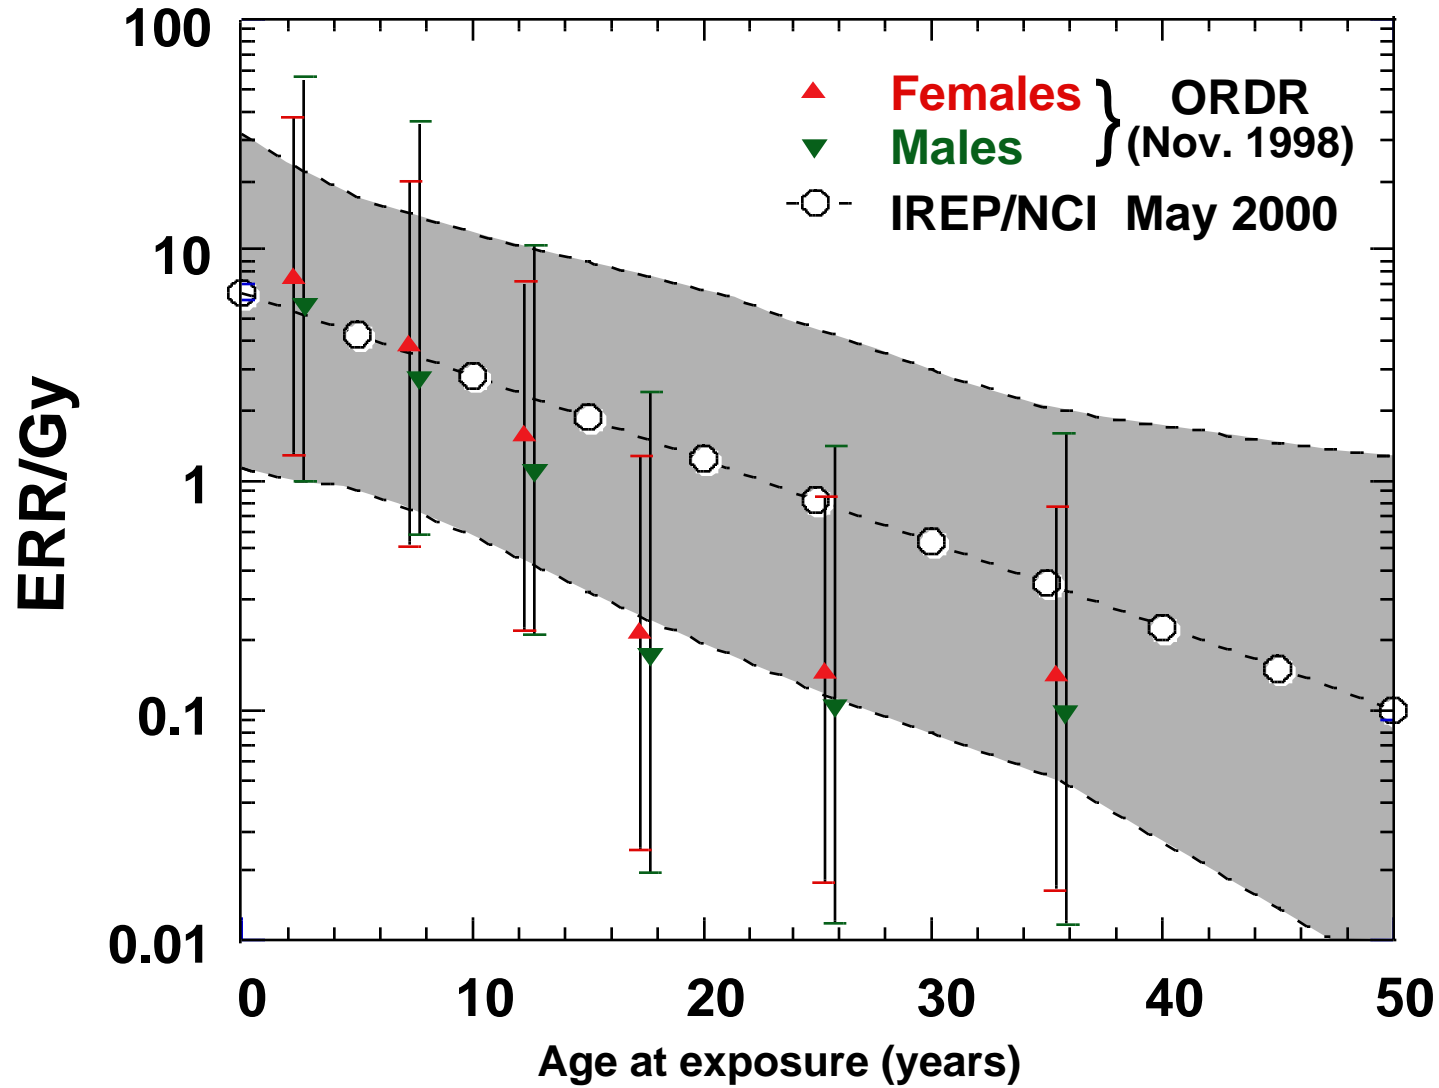 100
10
1
0.1
0.01
ERR/Gy
Females
Males
} ORDR
(Nov. 1998)
IREP/NCI May 2000
0 10 20 30 40 50
Age at exposure (years)